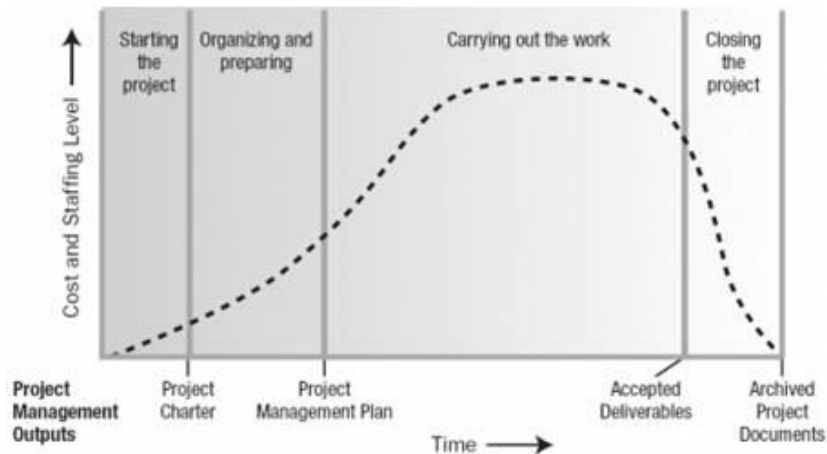 Starting
the
project
Organizing and
preparing
Carrying out the work
Closing
the
project
Cost and Staffing Level
Project
Management
Outputs
Project
Charter
Project
Management Plan
Accepted
Deliverables
Archived
Project
Documents
Time